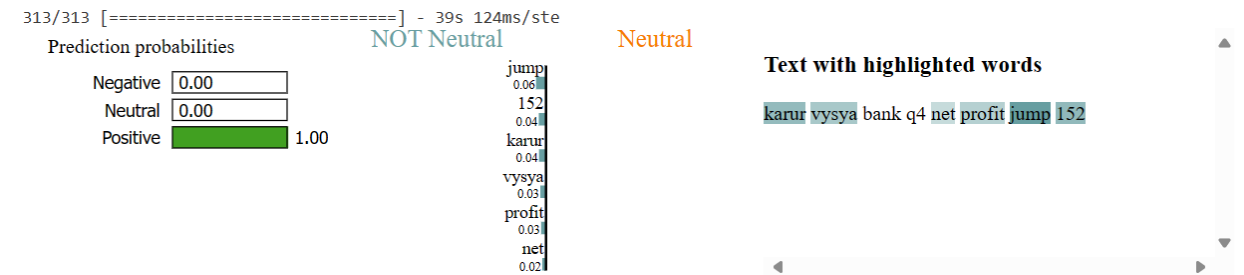 313/313 [==============================] - 39s 124ms/ste
Prediction probabilities
Negative 0.00
Neutral 0.00
Positive 1.00
NOT Neutral
Neutral
jump
0.06
152
0.04
karur
0.04
vysya
0.03
profit
0.03
net
0.02
Text with highlighted words
karur vysya bank q4 net profit jump 152